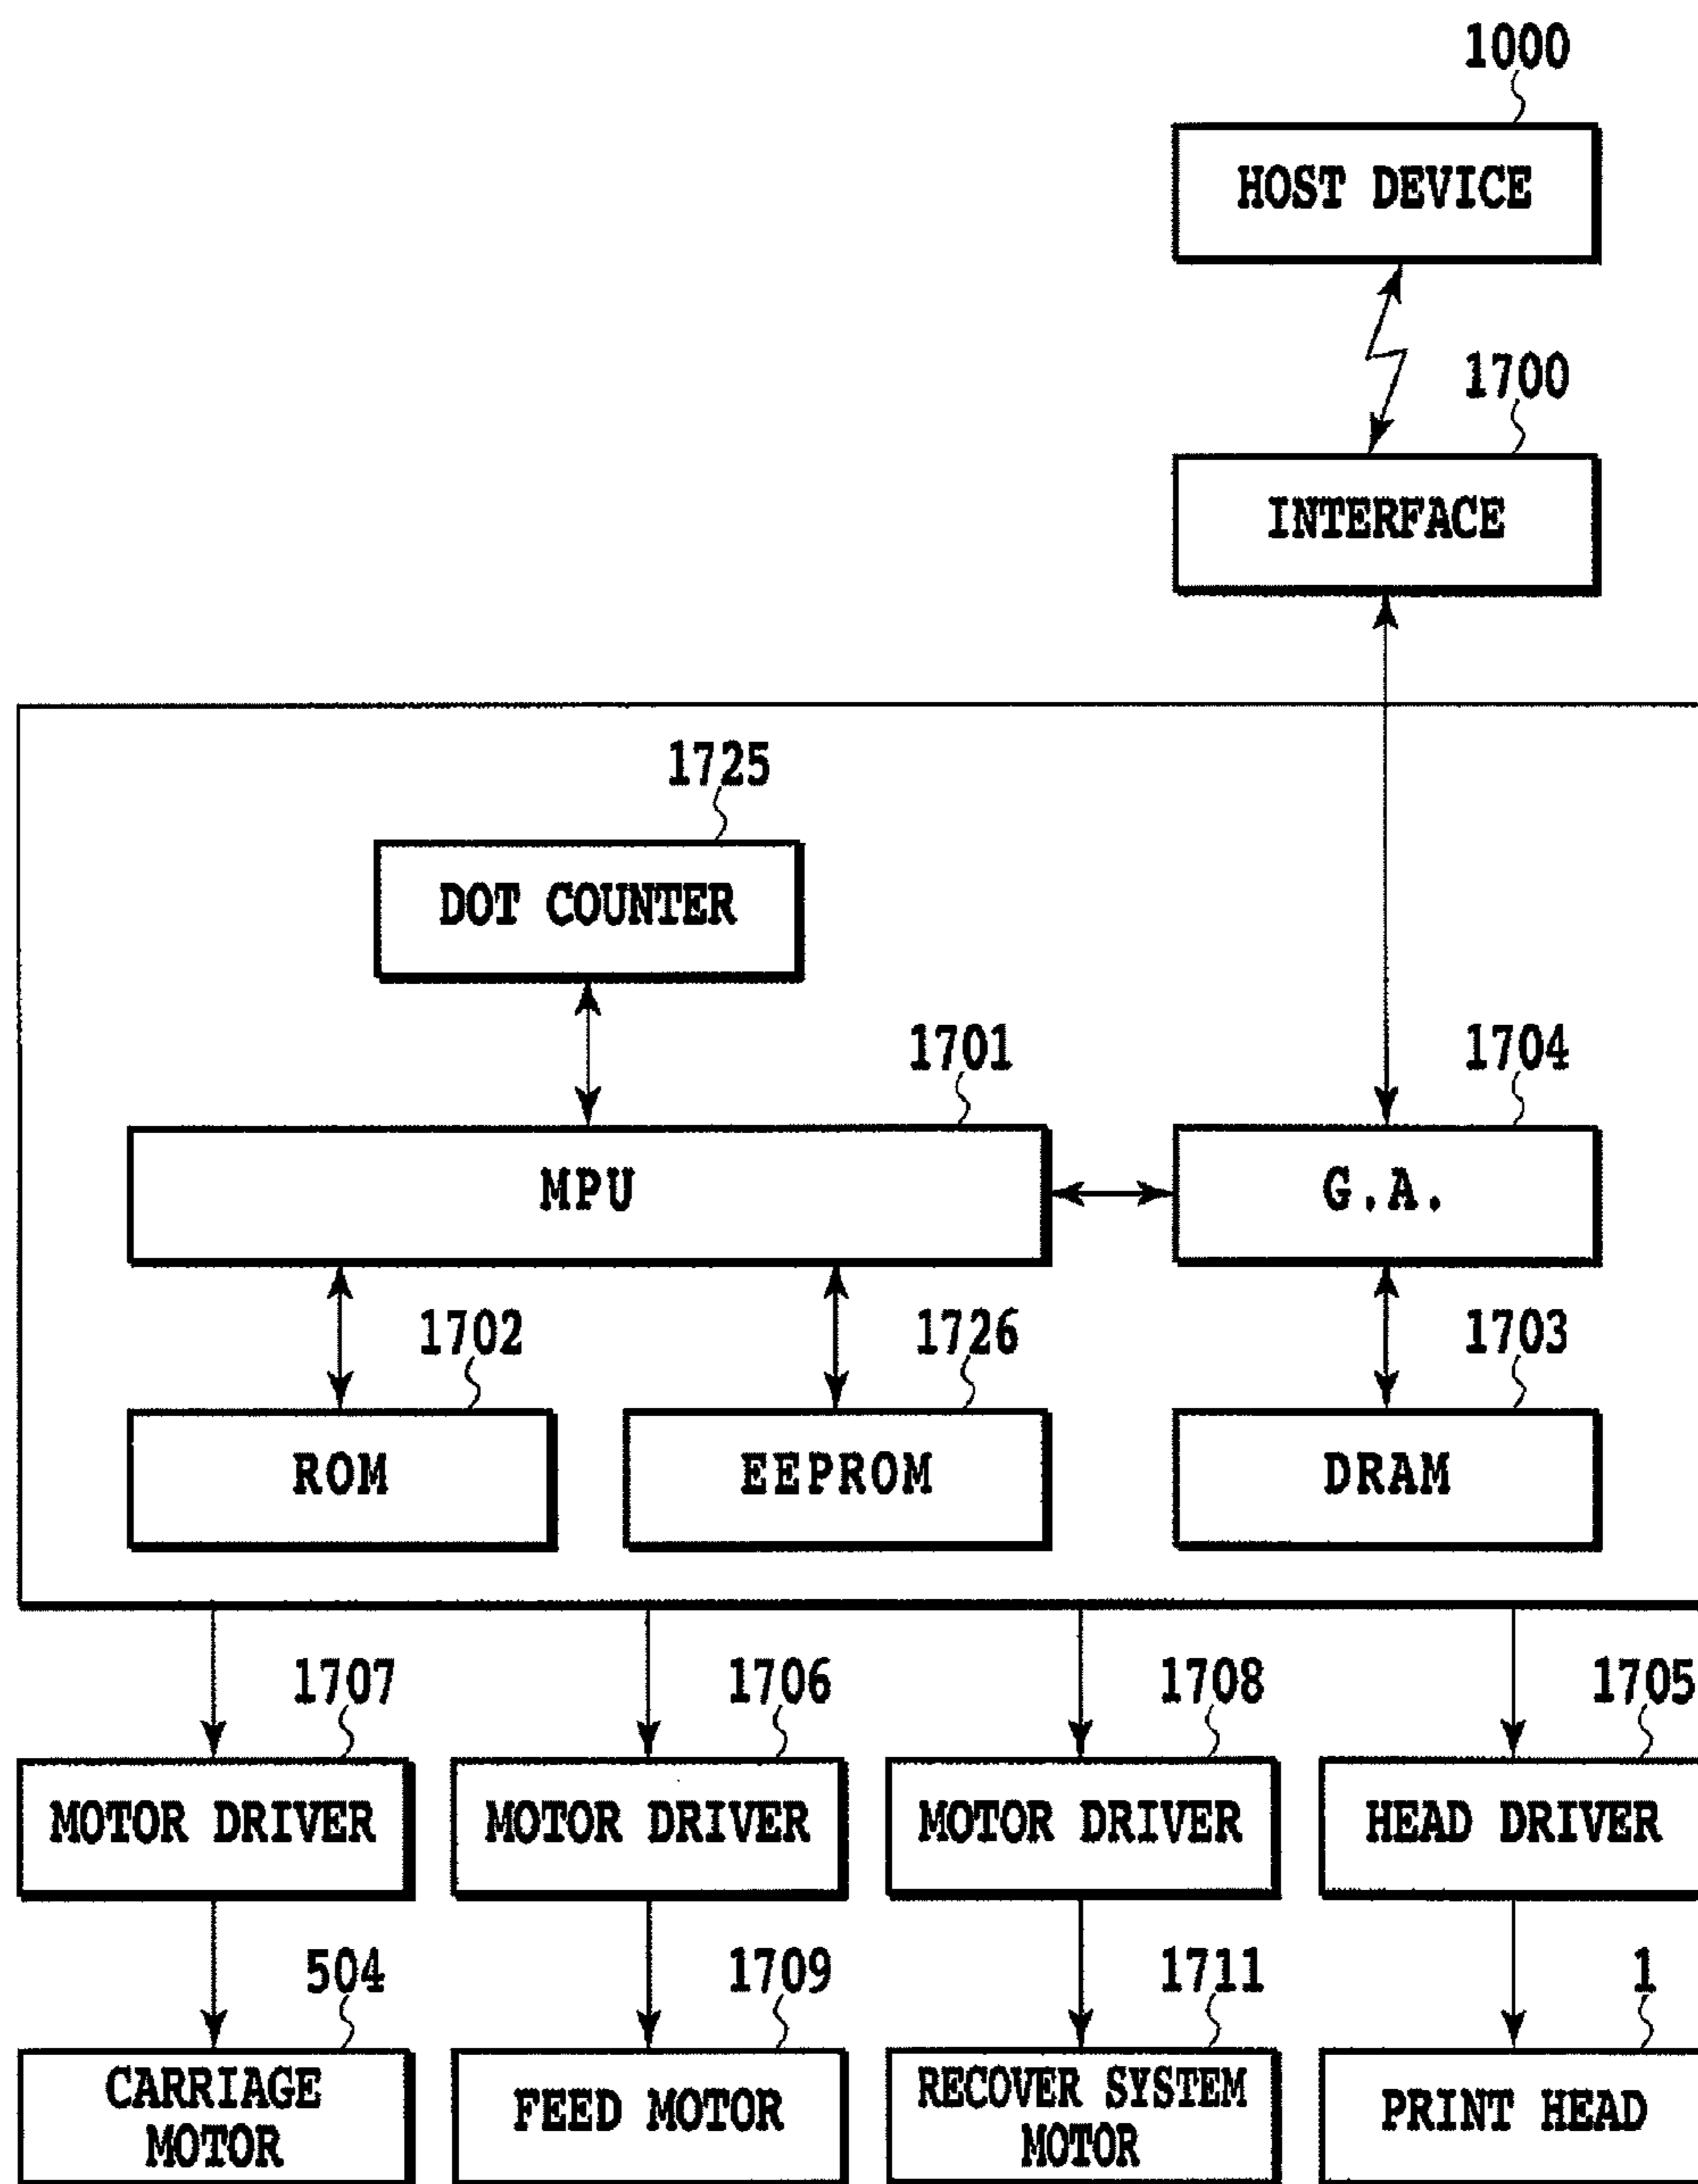 1000
HOST DEVICE
1700
INTERFACE
1725
DOT COUNTER
1701
1704
MPU
G.A.
1702
1726
1703
ROM
EEPROM
DRAM
1707
1706
1708
1705
MOTOR DRIVER
MOTOR DRIVER
MOTOR DRIVER
HEAD DRIVER
504
1709
1711
1
CARRIAGE
MOTOR
FEED MOTOR
RECOVER SYSTEM
MOTOR
PRINT HEAD